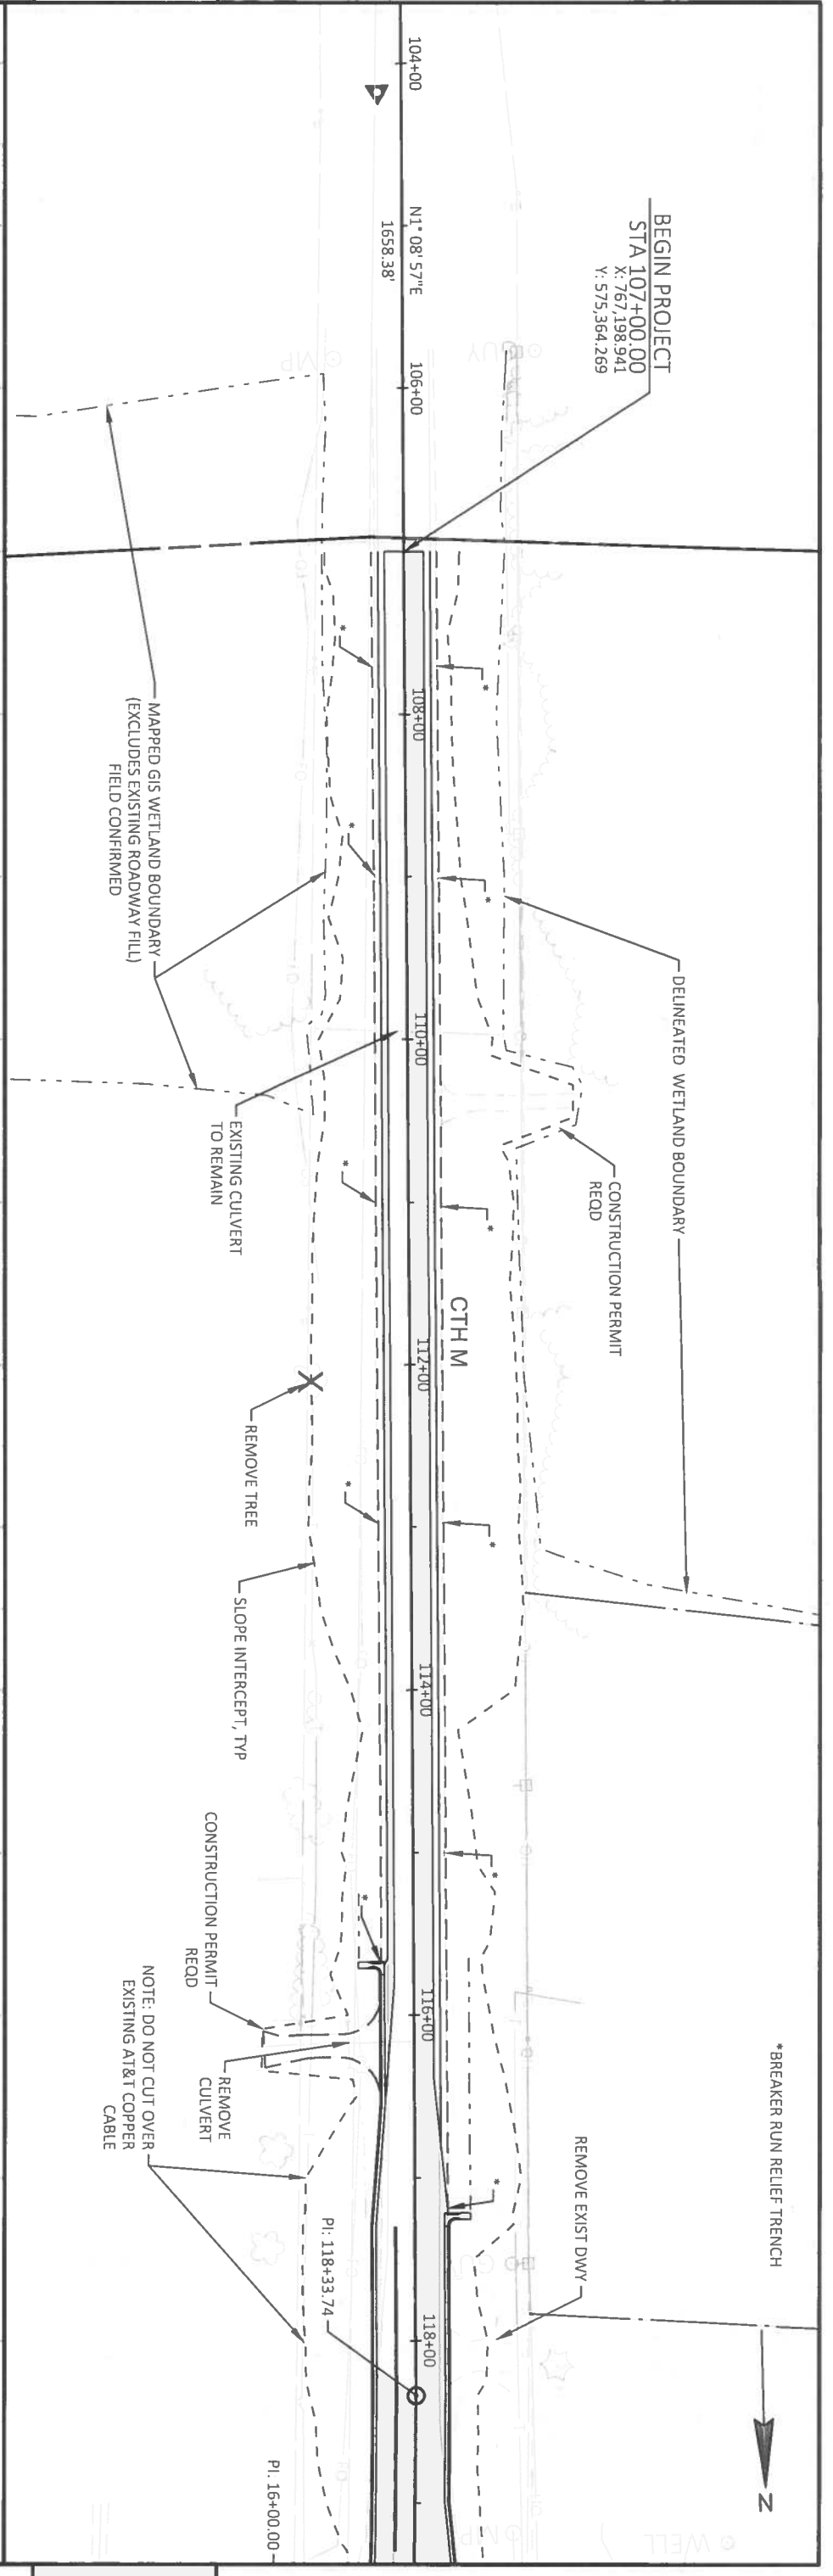 104+00
N1° 08' 57"E
1658.38'
BEGIN PROJECT
STA 107+00.00
X: 767,198.941
Y: 575,364.269
106+00
GUY
MP
*
*
108+00
*
*
MAPPED GIS WETLAND BOUNDARY
(EXCLUDES EXISTING ROADWAY FILL)
FIELD CONFIRMED
DELINEATED WETLAND BOUNDARY
110+00
EXISTING CULVERT
TO REMAIN
CONSTRUCTION PERMIT
REQD
*
*
CTH M
112+00
REMOVE TREE
*
*
SLOPE INTERCEPT, TYP
114+00
*
*
CONSTRUCTION PERMIT
REQD
116+00
REMOVE
CULVERT
NOTE: DO NOT CUT OVER
EXISTING AT&T COPPER
CABLE
*BREAKER RUN RELIEF TRENCH
*
REMOVE EXIST DWY
PI: 118+33.74
118+00
GUY
N
PI. 16+00.00
MP
WELL